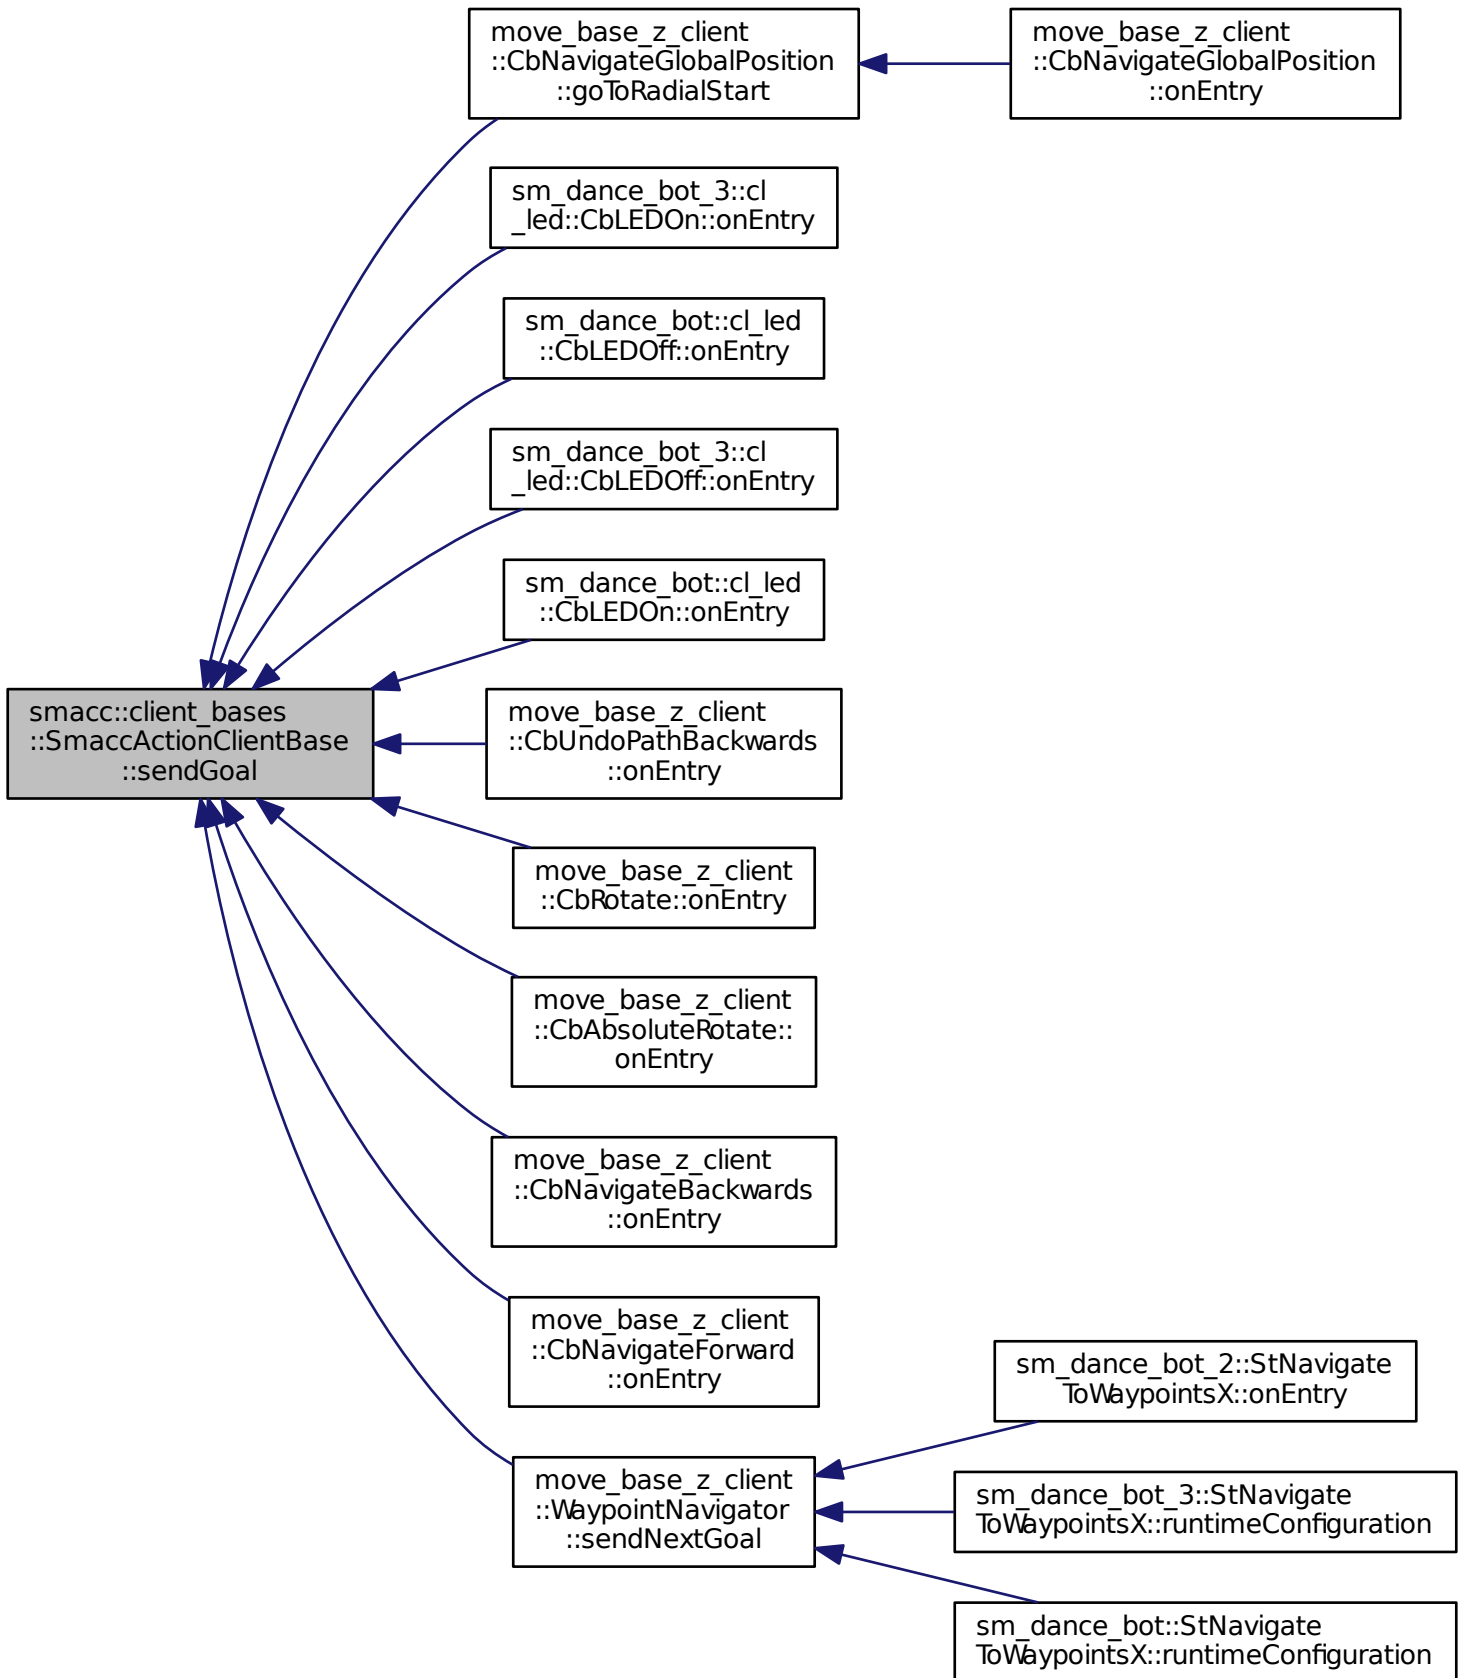 move_base_z_client
::CbNavigateGlobalPosition
::goToRadialStart
move_base_z_client
::CbNavigateGlobalPosition
::onEntry
sm_dance_bot_3::cl
_led::CbLEDOn::onEntry
sm_dance_bot::cl_led
::CbLEDOff::onEntry
sm_dance_bot_3::cl
_led::CbLEDOff::onEntry
sm_dance_bot::cl_led
::CbLEDOn::onEntry
smacc::client_bases
::SmaccActionClientBase
::sendGoal
move_base_z_client
::CbUndoPathBackwards
::onEntry
move_base_z_client
::CbRotate::onEntry
move_base_z_client
::CbAbsoluteRotate::
onEntry
move_base_z_client
::CbNavigateBackwards
::onEntry
move_base_z_client
::CbNavigateForward
::onEntry
move_base_z_client
::WaypointNavigator
::sendNextGoal
sm_dance_bot_2::StNavigate
ToWaypointsX::onEntry
sm_dance_bot_3::StNavigate
ToWaypointsX::runtimeConfiguration
sm_dance_bot::StNavigate
ToWaypointsX::runtimeConfiguration